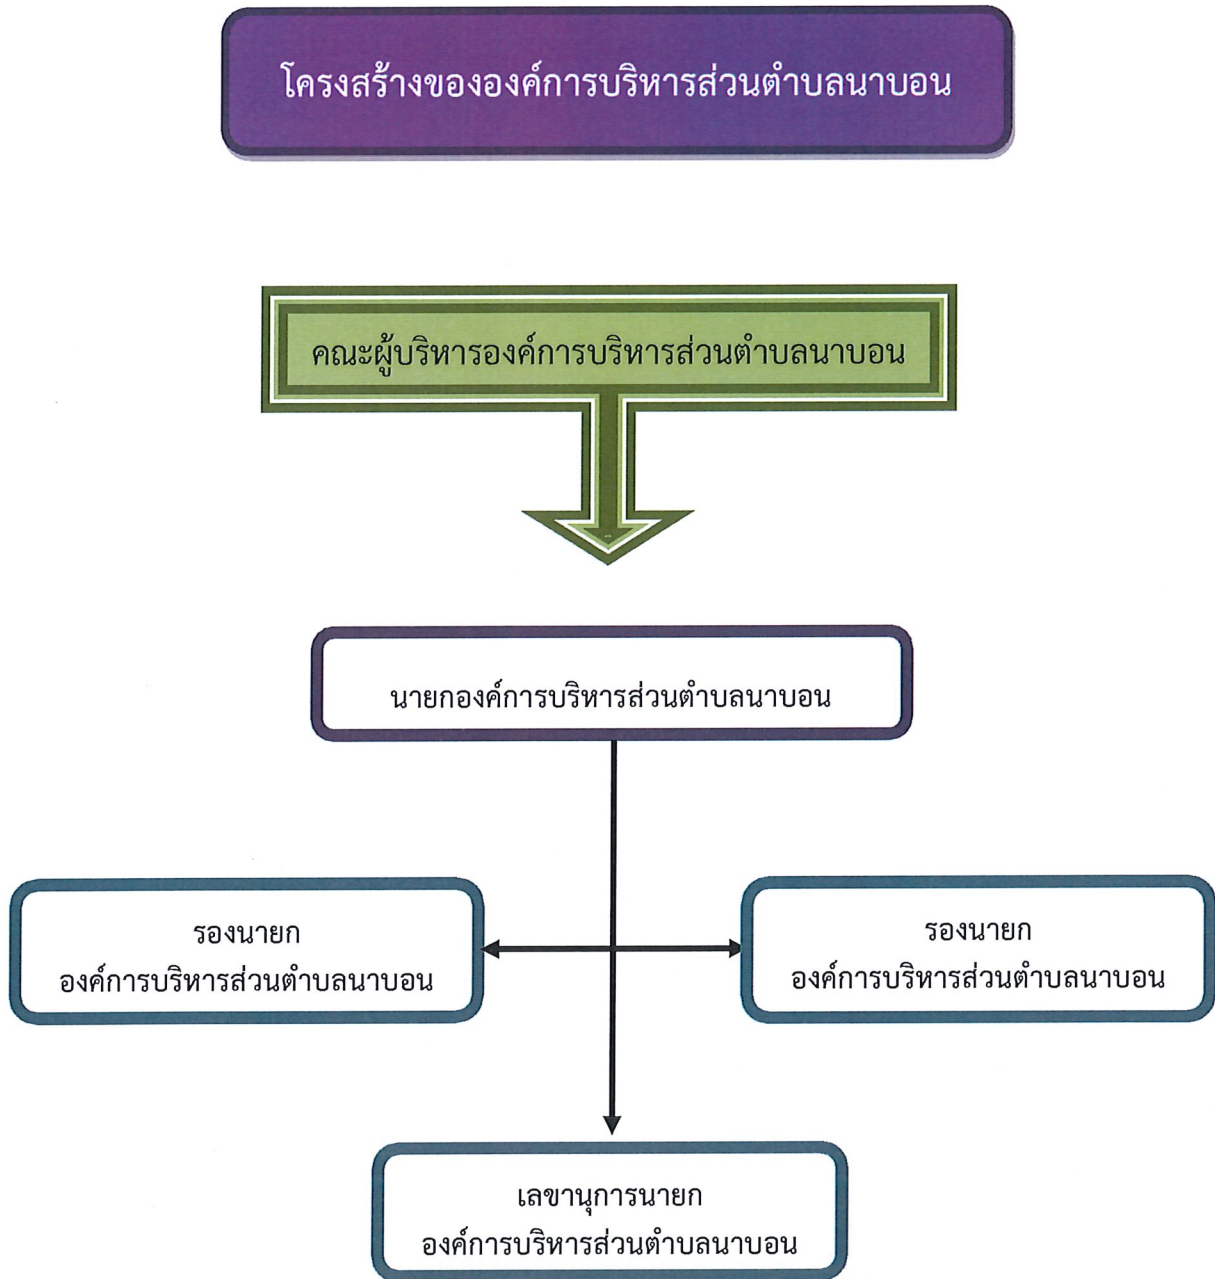 โครงสร้างขององค์การบริหารส่วนตำบลนาบอน
คณะผู้บริหารองค์การบริหารส่วนตำบลนาบอน
นายกองค์การบริหารส่วนตำบลนาบอน
รองนายก
องค์การบริหารส่วนตำบลนาบอน
รองนายก
องค์การบริหารส่วนตำบลนาบอน
เลขานุการนายก
องค์การบริหารส่วนตำบลนาบอน